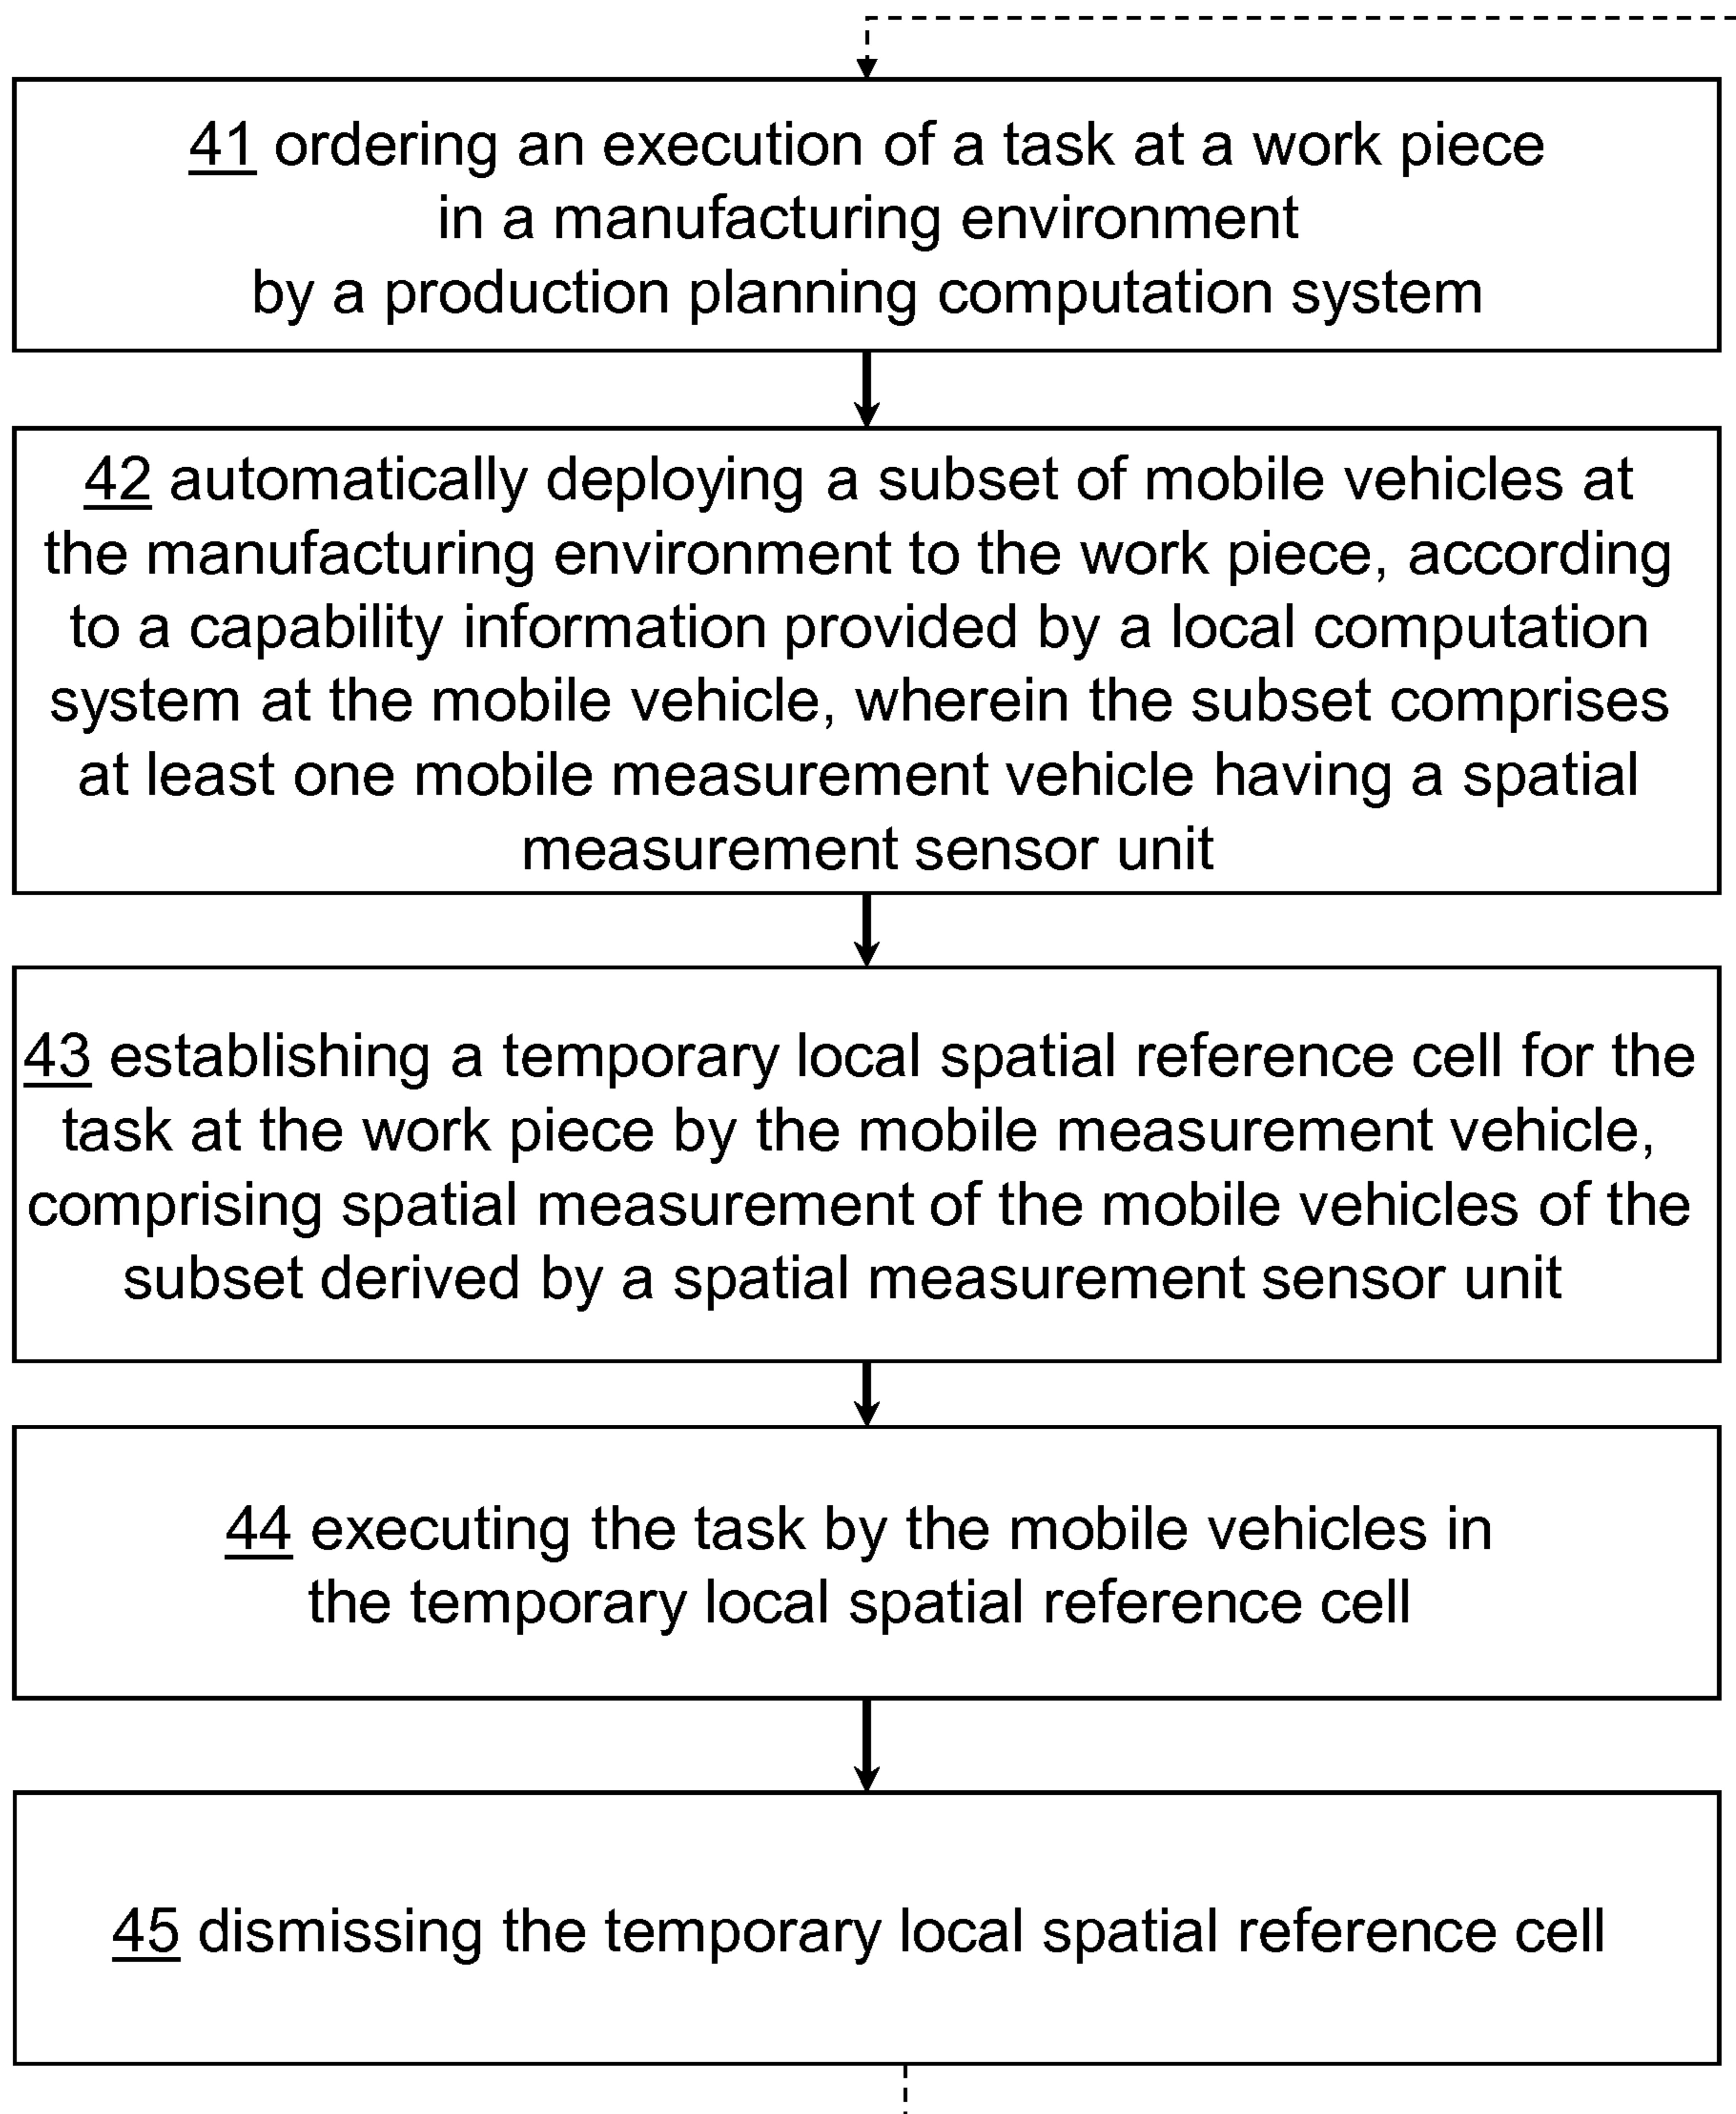 41 ordering an execution of a task at a work piece
in a manufacturing environment
by a production planning computation system
42 automatically deploying a subset of mobile vehicles at
the manufacturing environment to the work piece, according
to a capability information provided by a local computation
system at the mobile vehicle, wherein the subset comprises
at least one mobile measurement vehicle having a spatial
measurement sensor unit
43 establishing a temporary local spatial reference cell for the
task at the work piece by the mobile measurement vehicle,
comprising spatial measurement of the mobile vehicles of the
subset derived by a spatial measurement sensor unit
44 executing the task by the mobile vehicles in
the temporary local spatial reference cell
45 dismissing the temporary local spatial reference cell